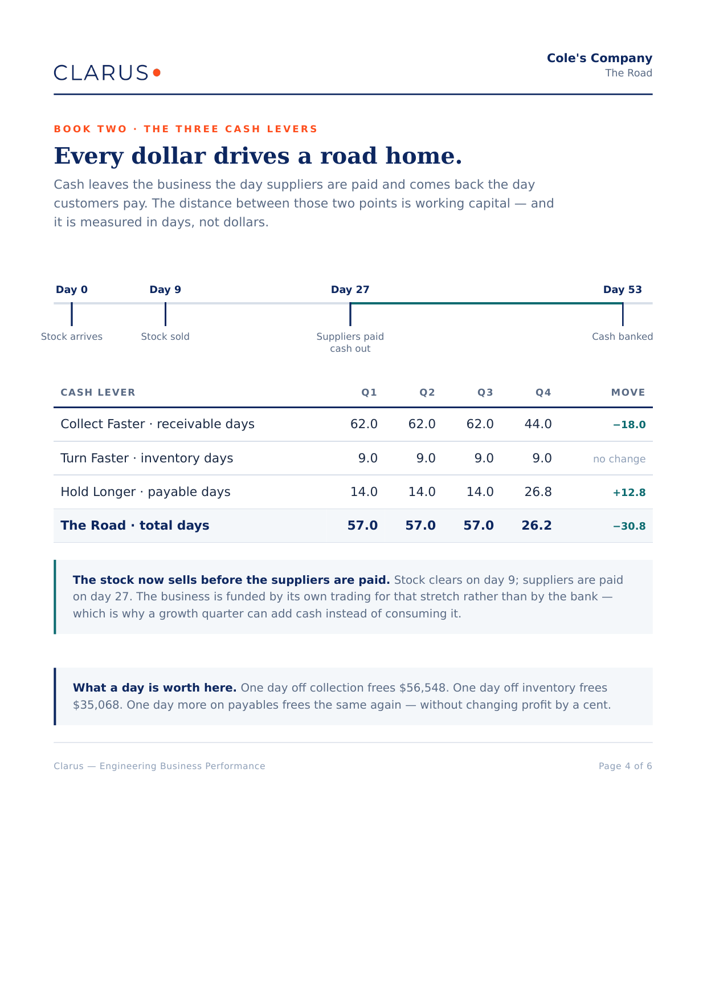 CLARUS
Cole's Company
The Road
BOOK TWO · THE THREE CASH LEVERS
Every dollar drives a road home.
Cash leaves the business the day suppliers are paid and comes back the day
customers pay. The distance between those two points is working capital — and
it is measured in days, not dollars.
Day 0 Day 9 Day 27 Day 53
Stock arrives Stock sold Suppliers paid Cash banked
cash out
CASH LEVER Q1 Q2 Q3 Q4 MOVE
Collect Faster · receivable days 62.0 62.0 62.0 44.0 −18.0
Turn Faster · inventory days 9.0 9.0 9.0 9.0 no change
Hold Longer · payable days 14.0 14.0 14.0 26.8 +12.8
The Road · total days 57.0 57.0 57.0 26.2 −30.8
The stock now sells before the suppliers are paid. Stock clears on day 9; suppliers are paid
on day 27. The business is funded by its own trading for that stretch rather than by the bank —
which is why a growth quarter can add cash instead of consuming it.
What a day is worth here. One day off collection frees $56,548. One day off inventory frees
$35,068. One day more on payables frees the same again — without changing profit by a cent.
Clarus — Engineering Business Performance
Page 4 of 6